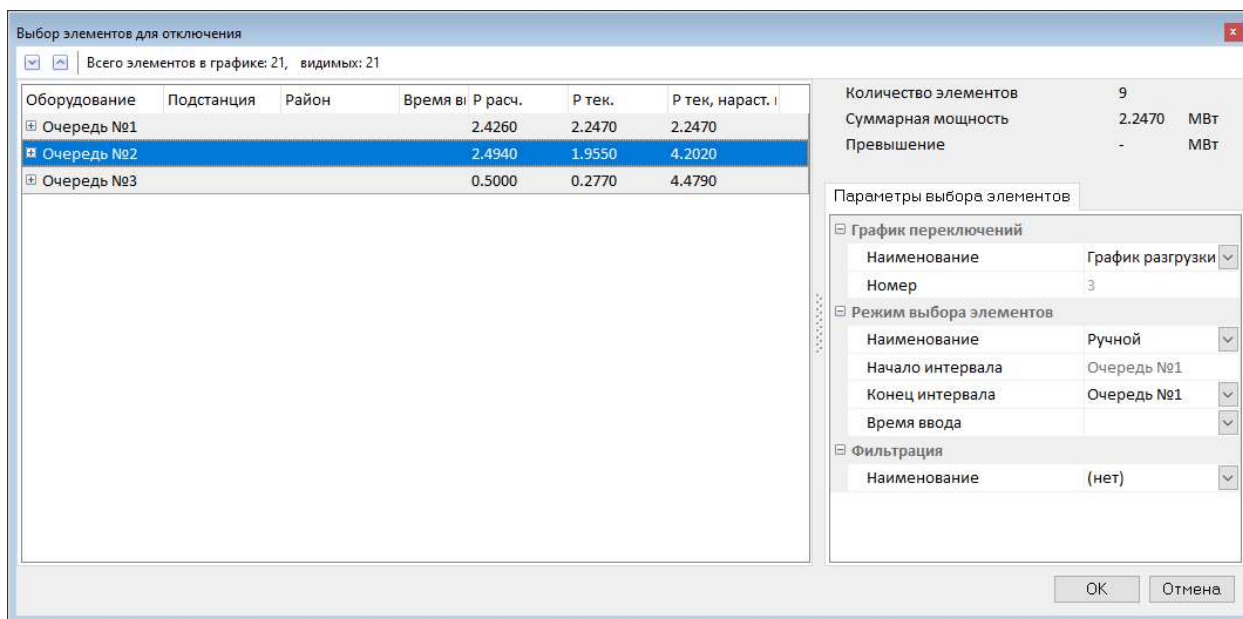 Выбор элементов для отключения
Всего элементов в графике: 21, видимых: 21
Оборудование Подстанция Район Время в P расч. P тек. P тек, нараст.
Очередь №1 2.4260 2.2470 2.2470
Очередь №2 2.4940 1.9550 4.2020
Очередь №3 0.5000 0.2770 4.4790
Количество элементов 9
Суммарная мощность 2.2470 МВт
Превышение - МВт
Параметры выбора элементов
График переключений
Наименование График разгрузки
Номер 3
Режим выбора элементов
Наименование Ручной
Начало интервала Очередь №1
Конец интервала Очередь №1
Время ввода
Фильтрация
Наименование (нет)
OK Отмена